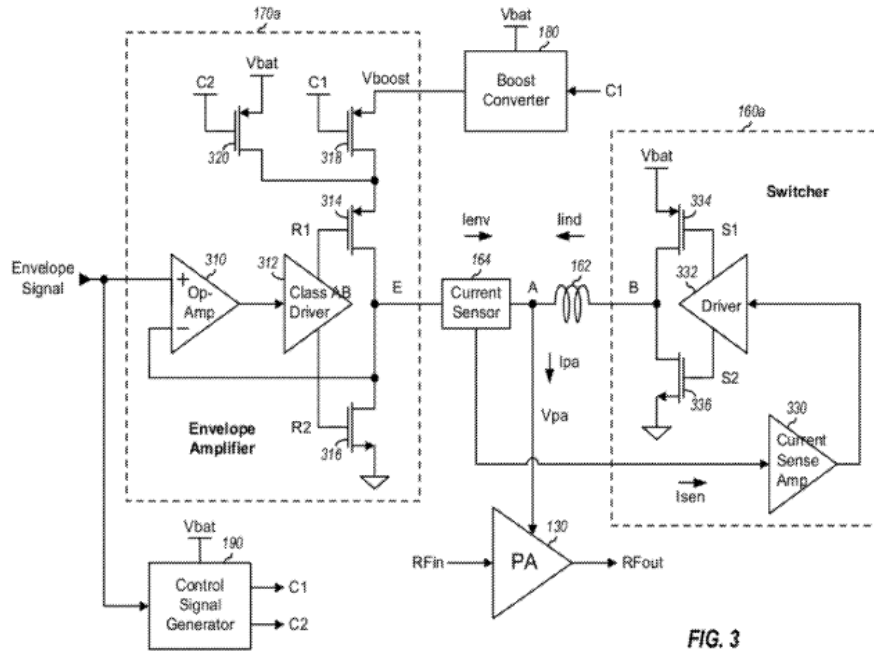 170a
Vbat
180
Vbat
C2
C1
Vboost
Boost
Converter
C1
320
318
160a
Vbat
Switcher
314
R1
334
S1
Ienv
Iind
Envelope
Signal
310
+
Op-
Amp
−
312
Class AB
Driver
E
164
Current
Sensor
A
162
B
332
Driver
Ipa
Vpa
S2
336
Envelope
Amplifier
R2
316
330
Current
Sense
Amp
Isen
Vbat
190
Control
Signal
Generator
C1
C2
RFin
130
PA
RFout
FIG. 3